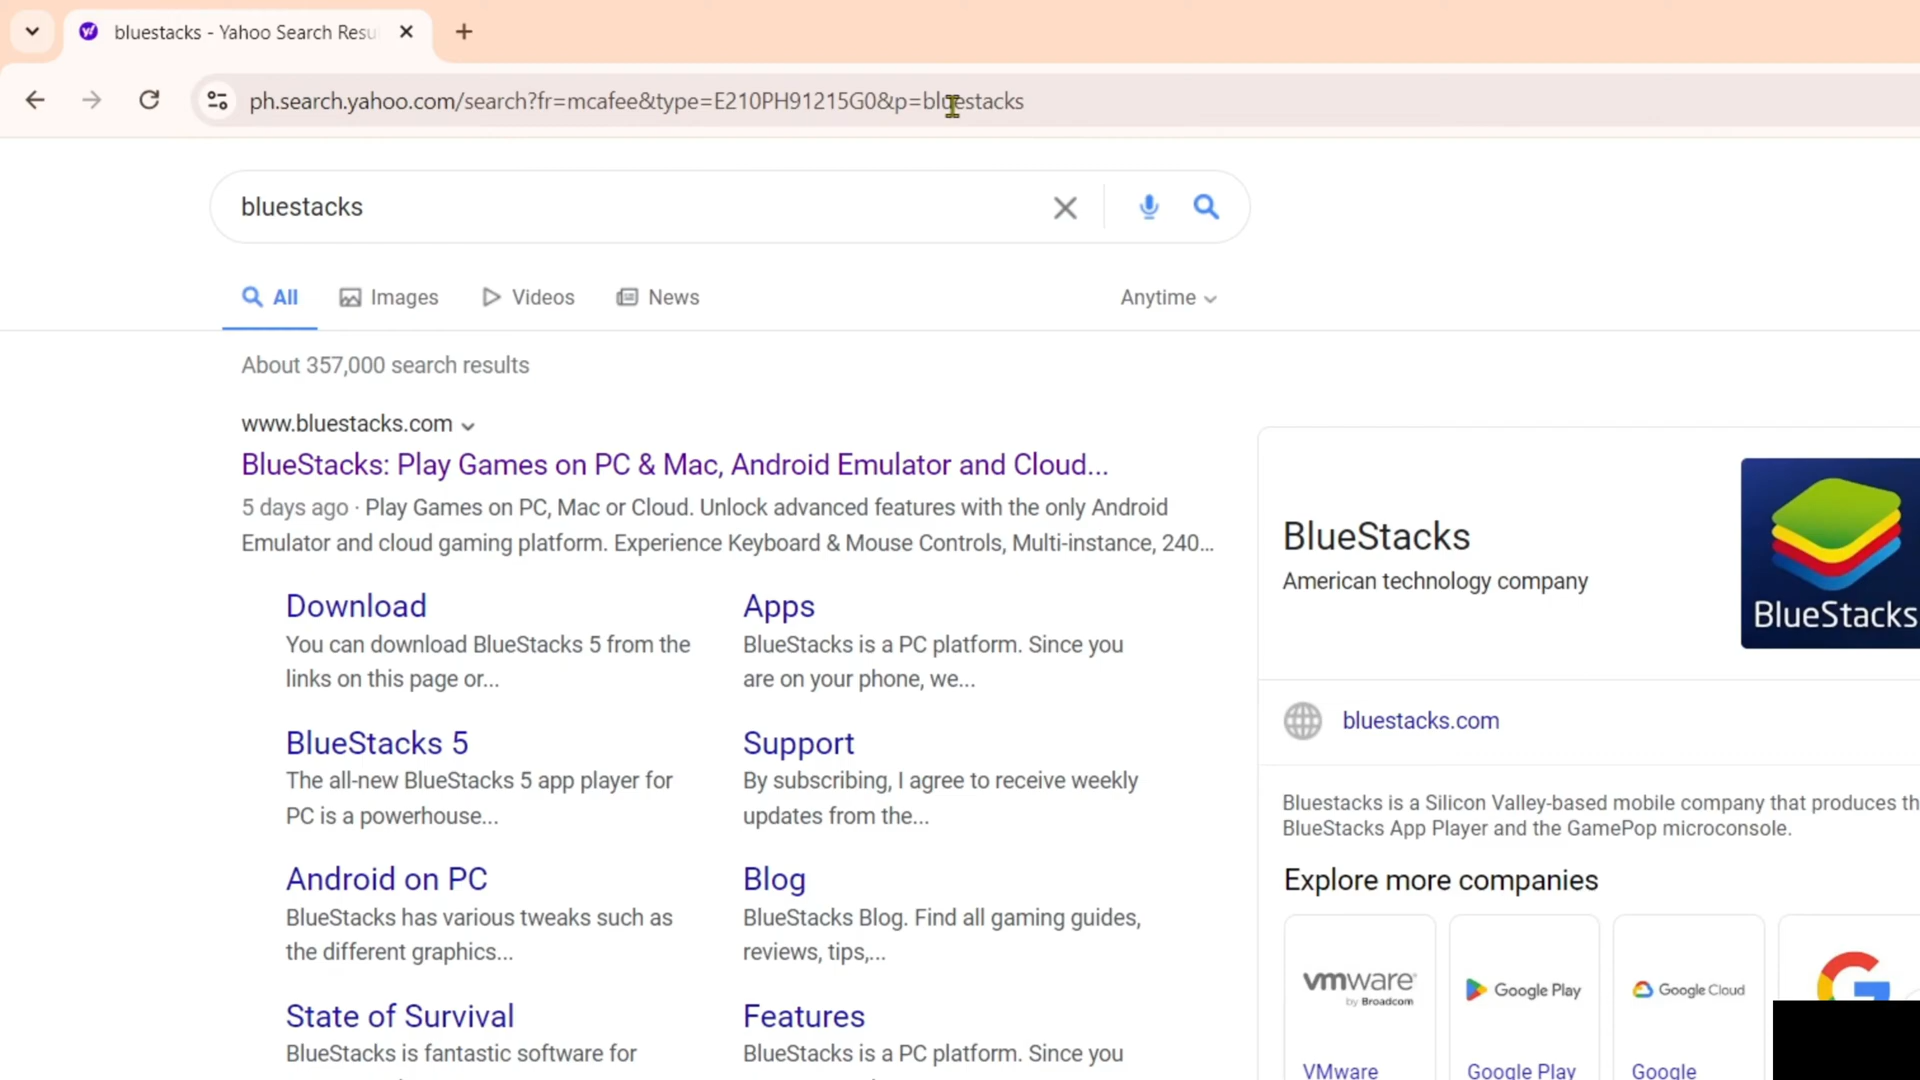 bluestacks - Yahoo Search Resu
ph.search.yahoo.com/search?fr=mcafee&type=E210PH91215G0&p=bluestacks
bluestacks
All Images Videos News Anytime
About 357,000 search results
www.bluestacks.com
BlueStacks: Play Games on PC & Mac, Android Emulator and Cloud...
5 days ago · Play Games on PC, Mac or Cloud. Unlock advanced features with the only Android
Emulator and cloud gaming platform. Experience Keyboard & Mouse Controls, Multi-instance, 240...
Download
You can download BlueStacks 5 from the
links on this page or...
Apps
BlueStacks is a PC platform. Since you
are on your phone, we...
BlueStacks 5
The all-new BlueStacks 5 app player for
PC is a powerhouse...
Support
By subscribing, I agree to receive weekly
updates from the...
Android on PC
BlueStacks has various tweaks such as
the different graphics...
Blog
BlueStacks Blog. Find all gaming guides,
reviews, tips,...
State of Survival
BlueStacks is fantastic software for
Features
BlueStacks is a PC platform. Since you
BlueStacks
American technology company
BlueStacks
bluestacks.com
Bluestacks is a Silicon Valley-based mobile company that produces th
BlueStacks App Player and the GamePop microconsole.
Explore more companies
vmware
by Broadcom
Google Play
Google Cloud
VMware
Google Play
Google